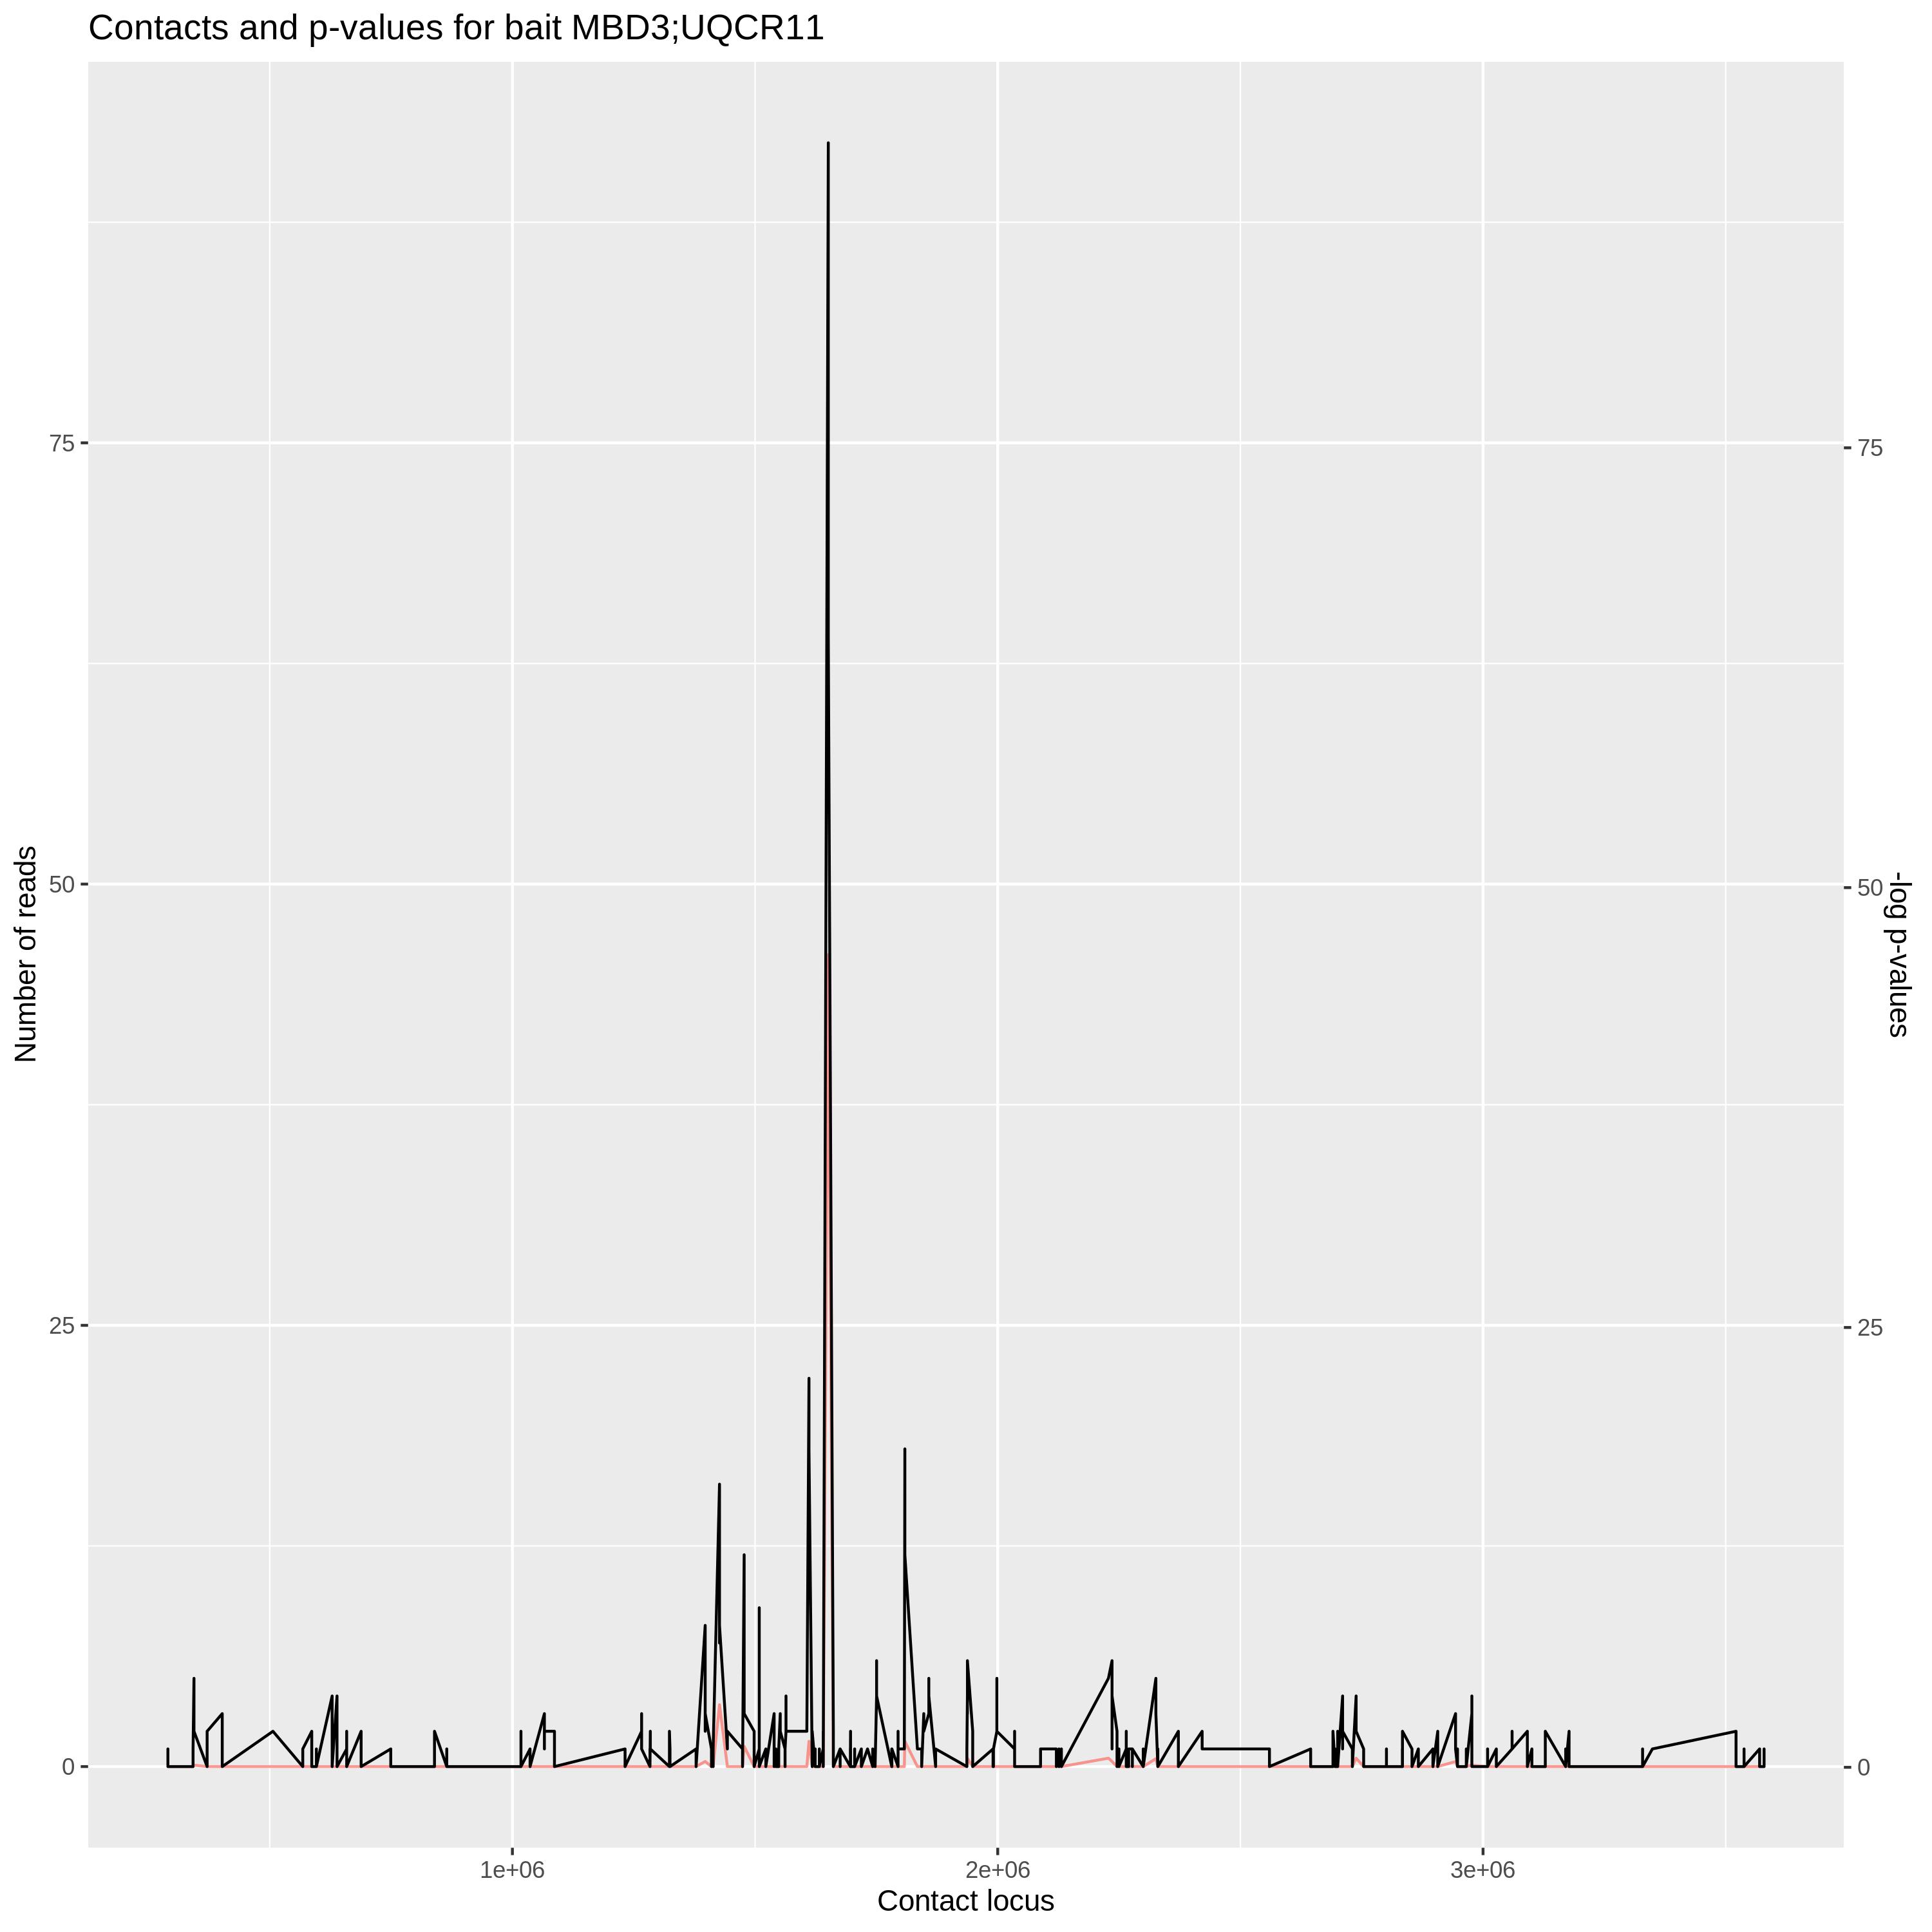 Contacts and p-values for bait MBD3;UQCR11
Number of reads
75
50
25
0
75
50
25
0
-log p-values
1e+06 2e+06 3e+06
Contact locus